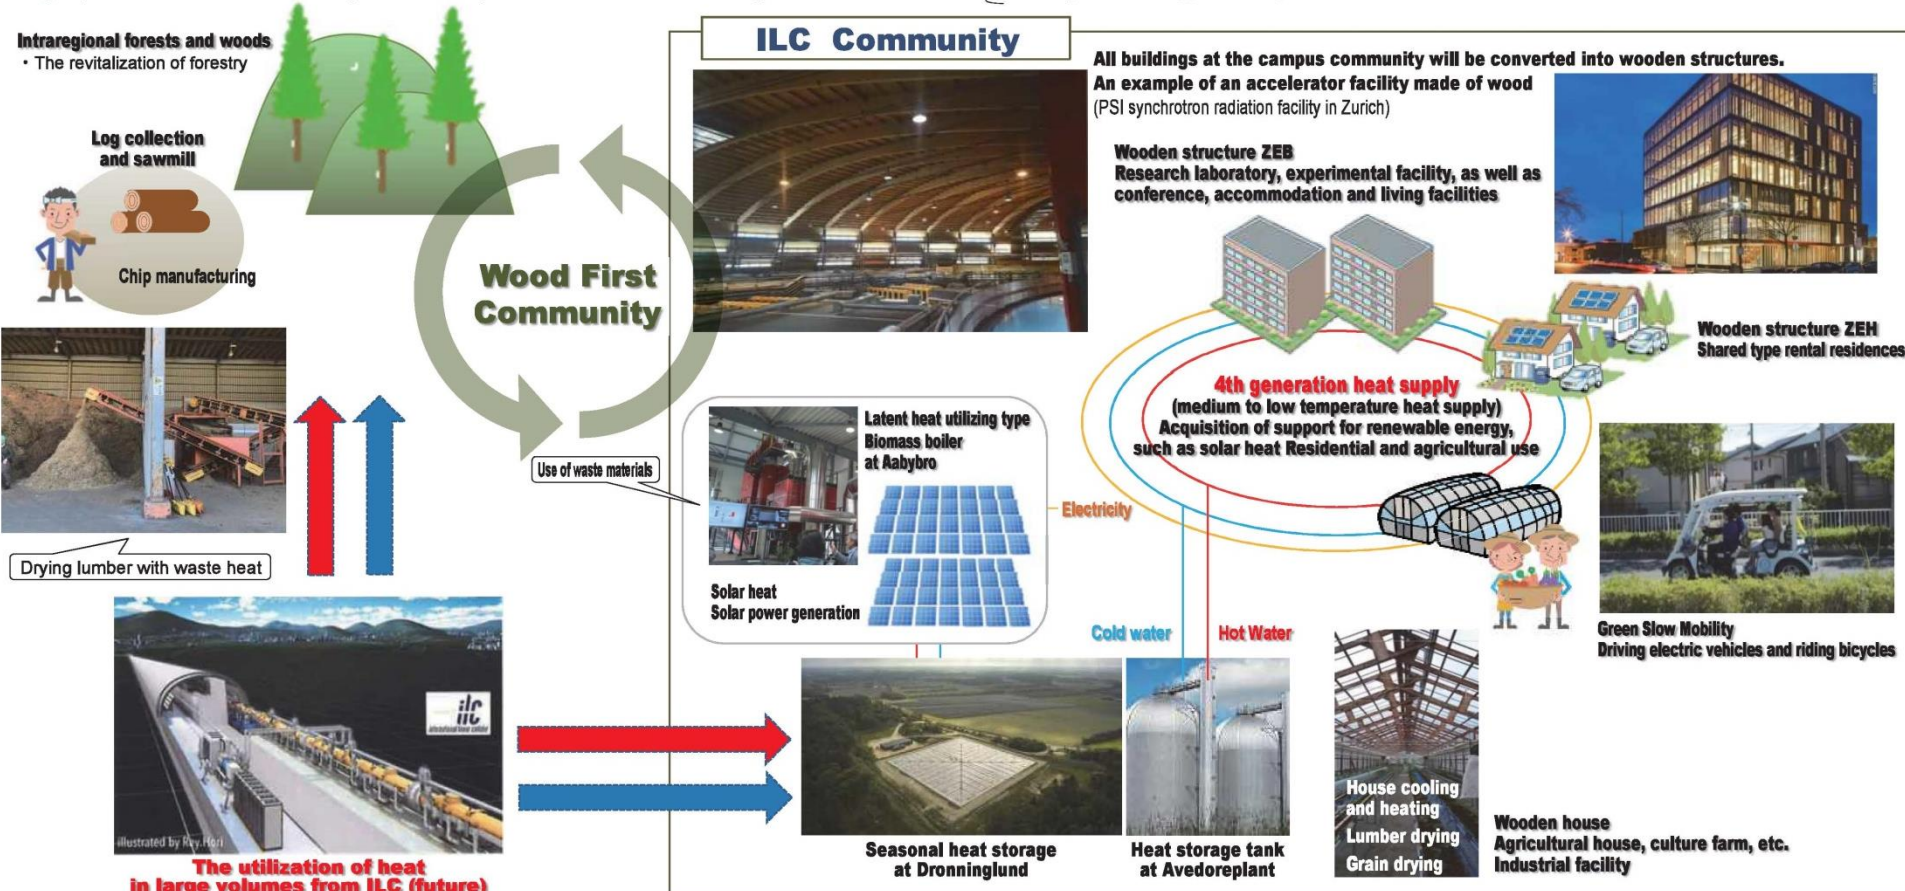 Intraregional forests and woods
・The revitalization of forestry
Log collection
and sawmill
Chip manufacturing
Wood First
Community
ILC Community
All buildings at the campus community will be converted into wooden structures.
An example of an accelerator facility made of wood
(PSI synchrotron radiation facility in Zurich)
Wooden structure ZEB
Research laboratory, experimental facility, as well as
conference, accommodation and living facilities
Wooden structure ZEH
Shared type rental residences
4th generation heat supply
(medium to low temperature heat supply)
Acquisition of support for renewable energy,
such as solar heat Residential and agricultural use
Latent heat utilizing type
Biomass boiler
at Aabybro
Use of waste materials
Electricity
Solar heat
Solar power generation
Cold water
Hot Water
Drying lumber with waste heat
Green Slow Mobility
Driving electric vehicles and riding bicycles
ilc
illustrated by Rey.Hori
The utilization of heat
in large volumes from ILC (future)
Seasonal heat storage
at Dronninglund
Heat storage tank
at Avedoreplant
House cooling
and heating
Lumber drying
Grain drying
Wooden house
Agricultural house, culture farm, etc.
Industrial facility